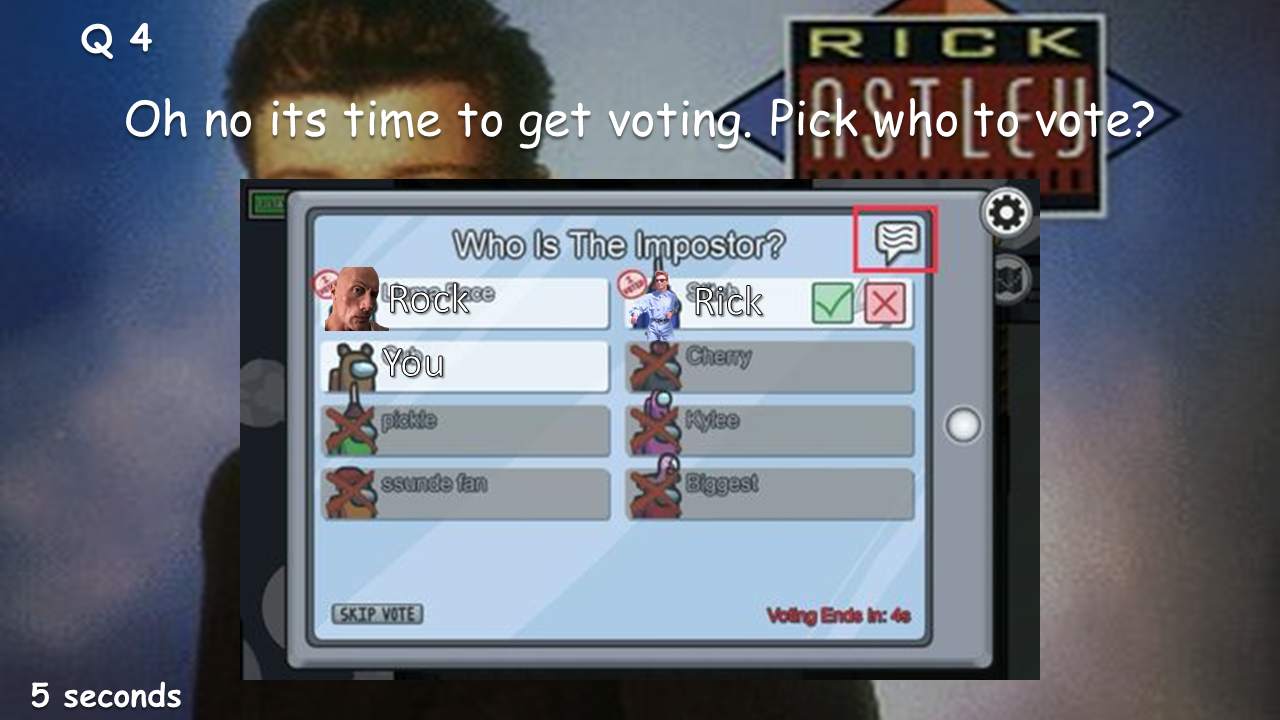 Q 4
RICK
ASTLEY
Oh no its time to get voting. Pick who to vote?
Who Is The Impostor?
Rock
Rick
You
Cherry
pickle
Kylee
ssunde fan
Biggest
SKIP VOTE
Voting Ends In: 4s
5 seconds